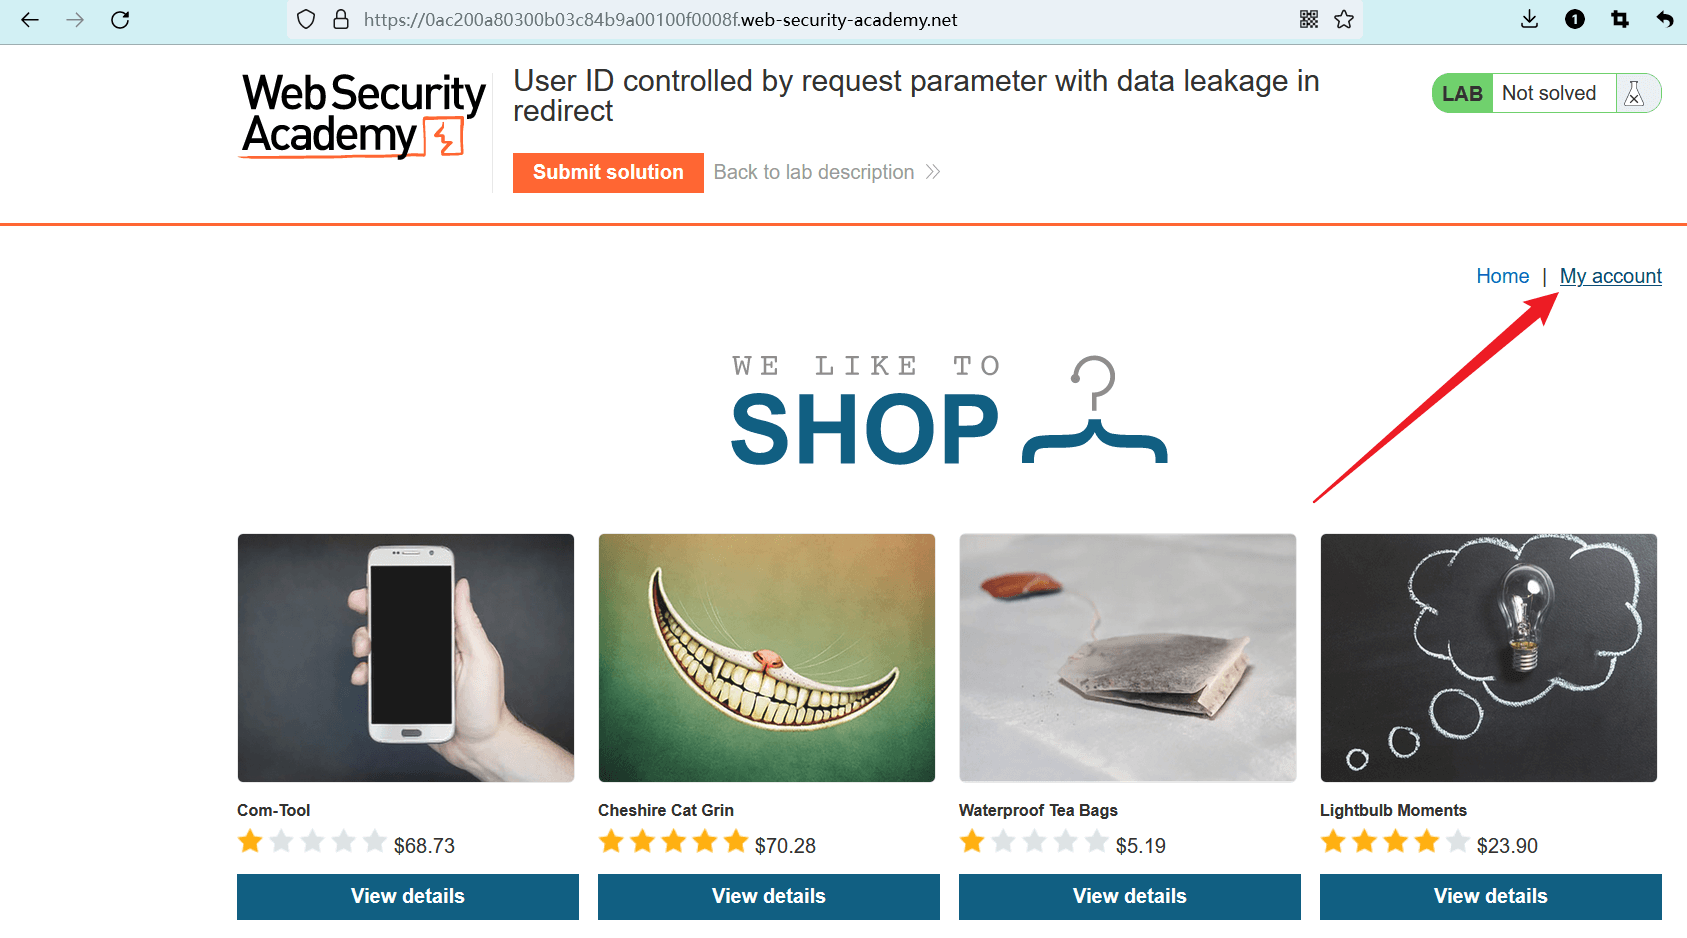 https://0ac200a80300b03c84b9a00100f0008f.web-security-academy.net
1
Web Security
Academy
User ID controlled by request parameter with data leakage in
redirect
LAB Not solved
Submit solution
Back to lab description
Home | My account
WE LIKE TO
SHOP
Com-Tool
$68.73
View details
Cheshire Cat Grin
$70.28
View details
Waterproof Tea Bags
$5.19
View details
Lightbulb Moments
$23.90
View details